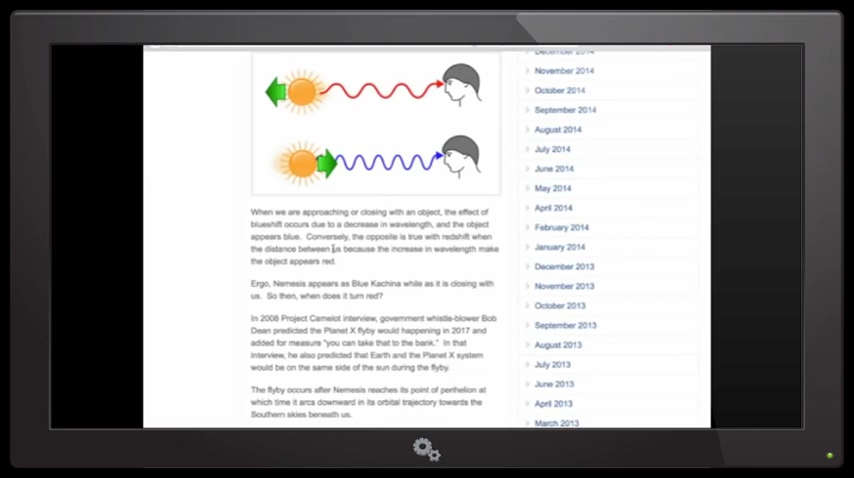 When we are approaching or closing with an object, the effect of
blueshift occurs due to a decrease in wavelength, and the object
appears blue. Conversely, the opposite is true with redshift when
the distance between us because the increase in wavelength make
the object appears red.
Ergo, Nemesis appears as Blue Kachina while as it is closing with
us. So then, when does it turn red?
In 2008 Project Camelot interview, government whistle-blower Bob
Dean predicted the Planet X flyby would happening in 2017 and
added for measure "you can take that to the bank." In that
interview, he also predicted that Earth and the Planet X system
would be on the same side of the sun during the flyby.
The flyby occurs after Nemesis reaches its point of perihelion at
which time it arcs downward in its orbital trajectory towards the
Southern skies beneath us.
December 2014
November 2014
October 2014
September 2014
August 2014
July 2014
June 2014
May 2014
April 2014
February 2014
January 2014
December 2013
November 2013
October 2013
September 2013
August 2013
July 2013
June 2013
April 2013
March 2013